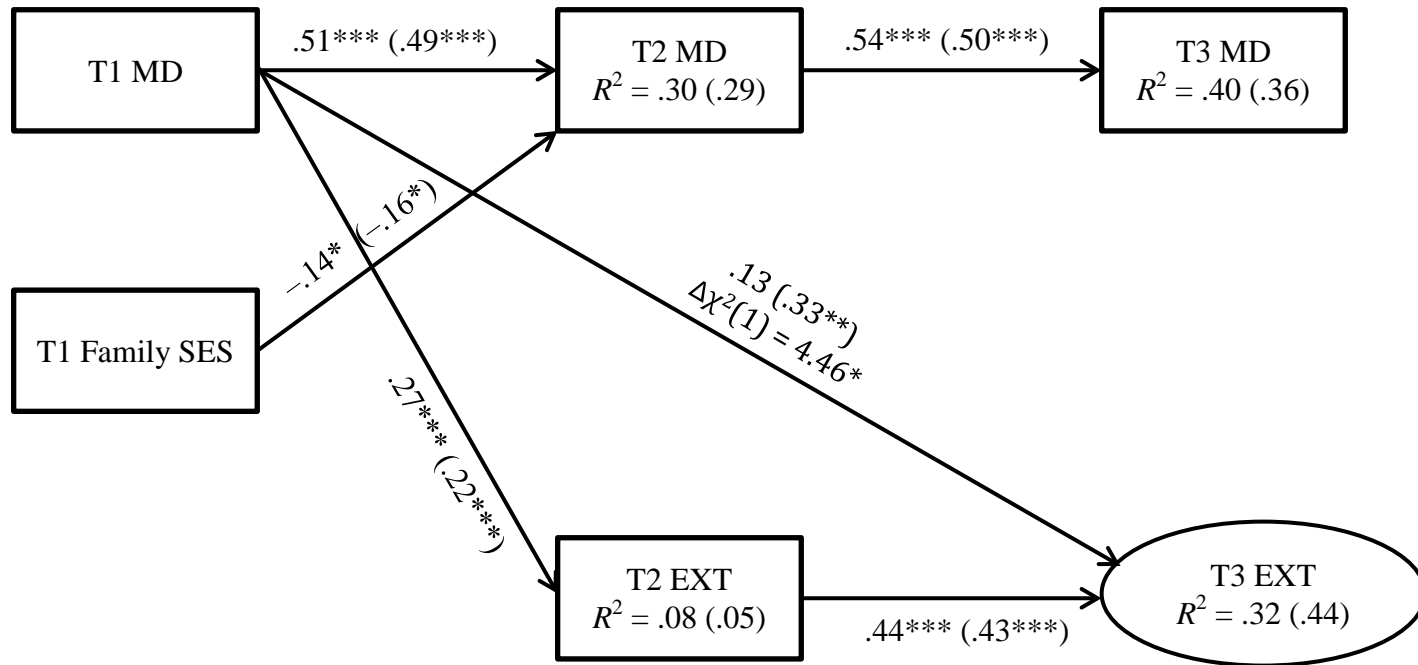 T1 MD
.51*** (.49***)
T2 MD
R² = .30 (.29)
.54*** (.50***)
T3 MD
R² = .40 (.36)
–.14* (–.16*)
T1 Family SES
.13 (.33**)
Δχ²(1) = 4.46*
.27*** (.22***)
T2 EXT
R² = .08 (.05)
.44*** (.43***)
T3 EXT
R² = .32 (.44)